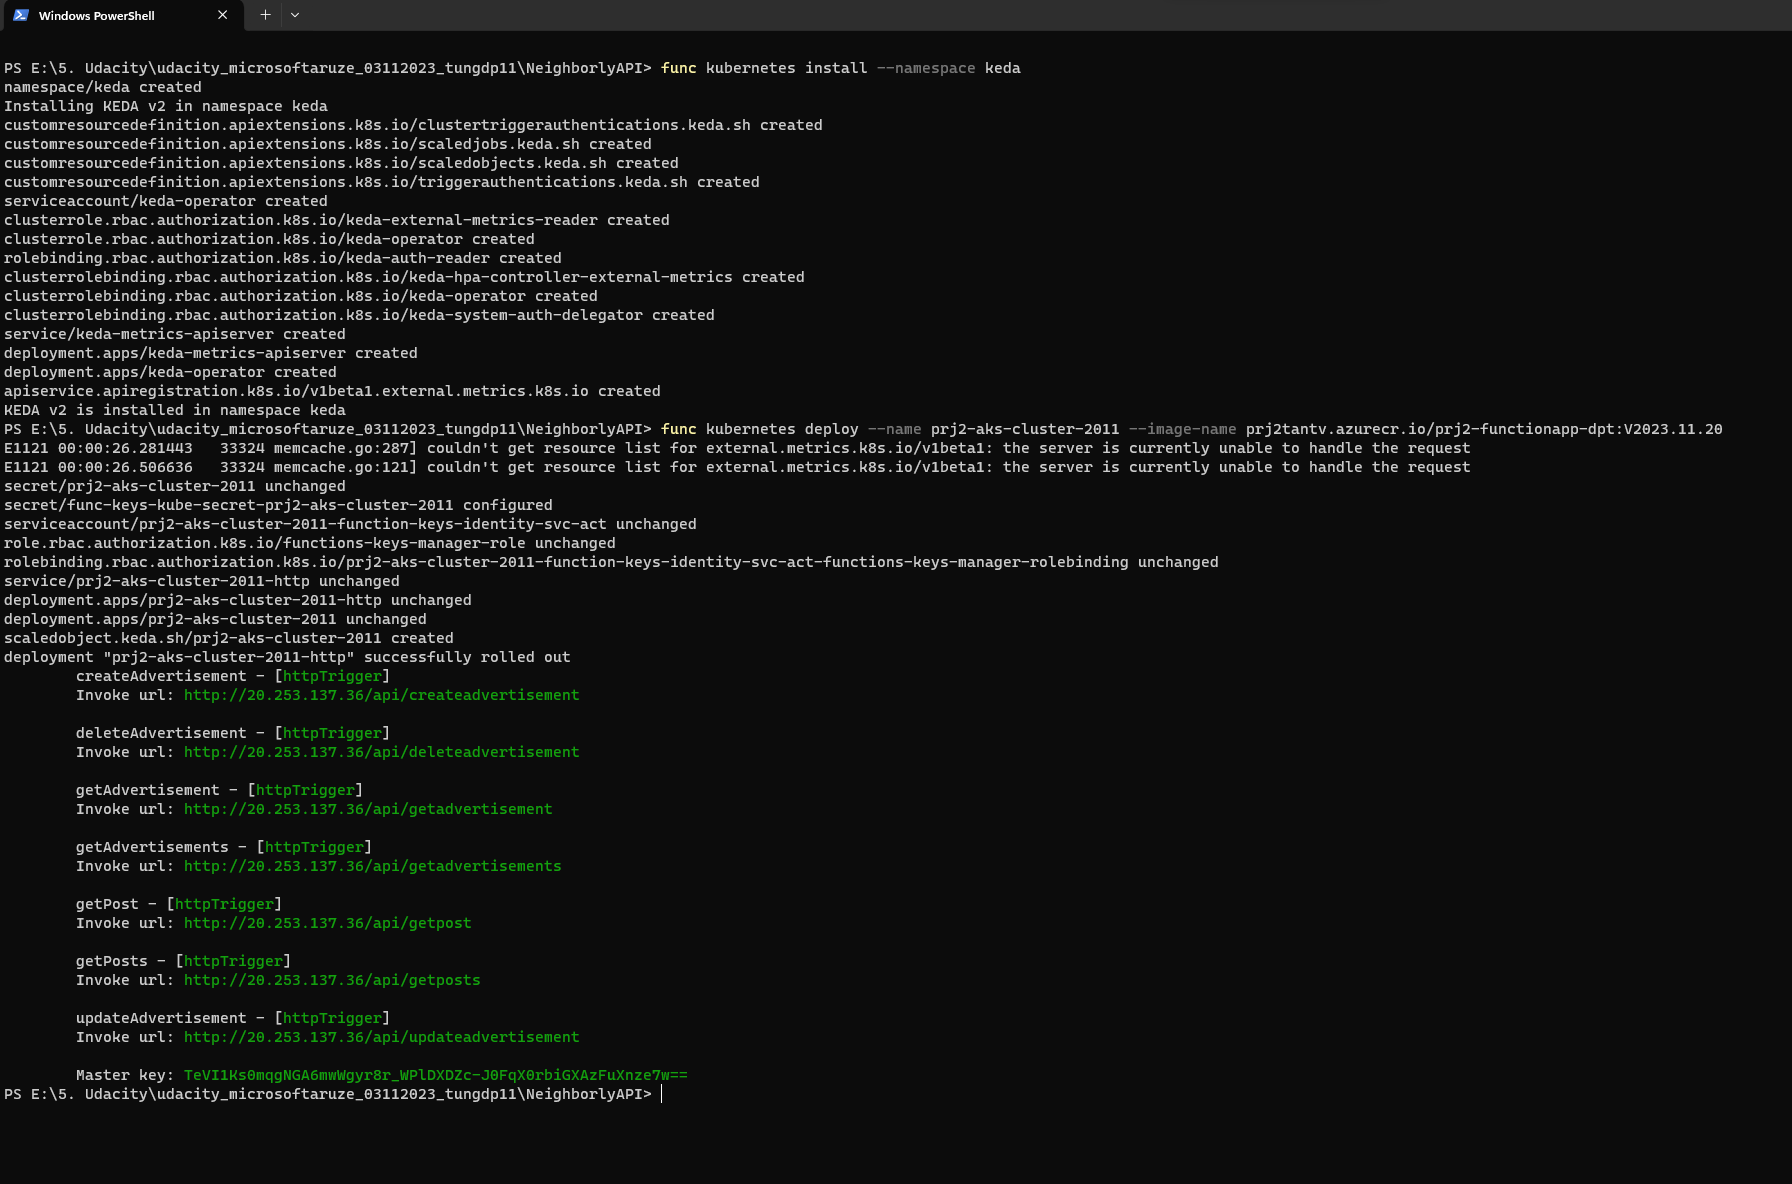 Windows PowerShell
PS E:\5. Udacity\udacity_microsoftaruze_03112023_tungdp11\NeighborlyAPI> func kubernetes install --namespace keda
namespace/keda created
Installing KEDA v2 in namespace keda
customresourcedefinition.apiextensions.k8s.io/clustertriggerauthentications.keda.sh created
customresourcedefinition.apiextensions.k8s.io/scaledjobs.keda.sh created
customresourcedefinition.apiextensions.k8s.io/scaledobjects.keda.sh created
customresourcedefinition.apiextensions.k8s.io/triggerauthentications.keda.sh created
serviceaccount/keda-operator created
clusterrole.rbac.authorization.k8s.io/keda-external-metrics-reader created
clusterrole.rbac.authorization.k8s.io/keda-operator created
rolebinding.rbac.authorization.k8s.io/keda-auth-reader created
clusterrolebinding.rbac.authorization.k8s.io/keda-hpa-controller-external-metrics created
clusterrolebinding.rbac.authorization.k8s.io/keda-operator created
clusterrolebinding.rbac.authorization.k8s.io/keda-system-auth-delegator created
service/keda-metrics-apiserver created
deployment.apps/keda-metrics-apiserver created
deployment.apps/keda-operator created
apiservice.apiregistration.k8s.io/v1beta1.external.metrics.k8s.io created
KEDA v2 is installed in namespace keda
PS E:\5. Udacity\udacity_microsoftaruze_03112023_tungdp11\NeighborlyAPI> func kubernetes deploy --name prj2-aks-cluster-2011 --image-name prj2tantv.azurecr.io/prj2-functionapp-dpt:V2023.11.20
E1121 00:00:26.281443   33324 memcache.go:287] couldn't get resource list for external.metrics.k8s.io/v1beta1: the server is currently unable to handle the request
E1121 00:00:26.506636   33324 memcache.go:121] couldn't get resource list for external.metrics.k8s.io/v1beta1: the server is currently unable to handle the request
secret/prj2-aks-cluster-2011 unchanged
secret/func-keys-kube-secret-prj2-aks-cluster-2011 configured
serviceaccount/prj2-aks-cluster-2011-function-keys-identity-svc-act unchanged
role.rbac.authorization.k8s.io/functions-keys-manager-role unchanged
rolebinding.rbac.authorization.k8s.io/prj2-aks-cluster-2011-function-keys-identity-svc-act-functions-keys-manager-rolebinding unchanged
service/prj2-aks-cluster-2011-http unchanged
deployment.apps/prj2-aks-cluster-2011-http unchanged
deployment.apps/prj2-aks-cluster-2011 unchanged
scaledobject.keda.sh/prj2-aks-cluster-2011 created
deployment "prj2-aks-cluster-2011-http" successfully rolled out
createAdvertisement - [httpTrigger]
Invoke url: http://20.253.137.36/api/createadvertisement
deleteAdvertisement - [httpTrigger]
Invoke url: http://20.253.137.36/api/deleteadvertisement
getAdvertisement - [httpTrigger]
Invoke url: http://20.253.137.36/api/getadvertisement
getAdvertisements - [httpTrigger]
Invoke url: http://20.253.137.36/api/getadvertisements
getPost - [httpTrigger]
Invoke url: http://20.253.137.36/api/getpost
getPosts - [httpTrigger]
Invoke url: http://20.253.137.36/api/getposts
updateAdvertisement - [httpTrigger]
Invoke url: http://20.253.137.36/api/updateadvertisement
Master key: TeVI1Ks0mqgNGA6mwWgyr8r_WPlDXDZc-J0FqX0rbiGXAzFuXnze7w==
PS E:\5. Udacity\udacity_microsoftaruze_03112023_tungdp11\NeighborlyAPI>